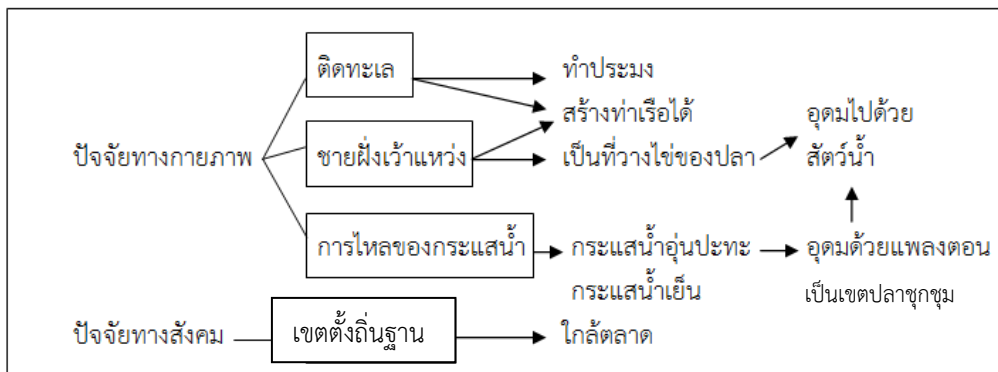 ติดทะเล
ทำประมง
สร้างท่าเรือได้
อุดมไปด้วย
ปัจจัยทางกายภาพ
ชายฝั่งเว้าแหว่ง
เป็นที่วางไข่ของปลา
สัตว์น้ำ
การไหลของกระแสน้ำ
กระแสน้ำอุ่นปะทะ
อุดมด้วยแพลงตอน
กระแสน้ำเย็น
เป็นเขตปลาชุกชุม
ปัจจัยทางสังคม
เขตตั้งถิ่นฐาน
ใกล้ตลาด